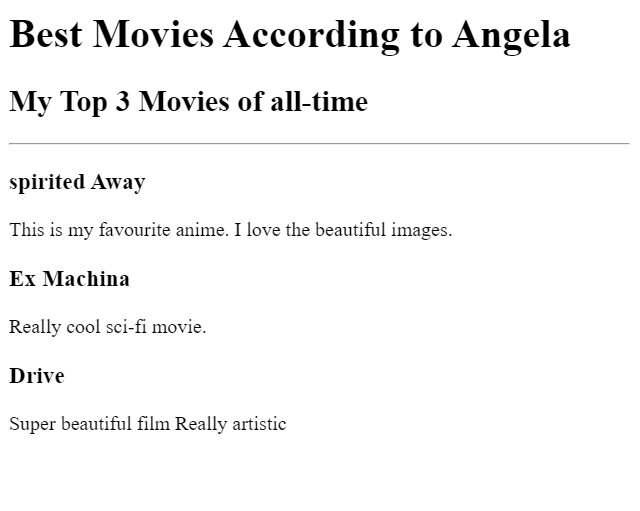 Best Movies According to Angela
My Top 3 Movies of all-time
spirited Away
This is my favourite anime. I love the beautiful images.
Ex Machina
Really cool sci-fi movie.
Drive
Super beautiful film Really artistic